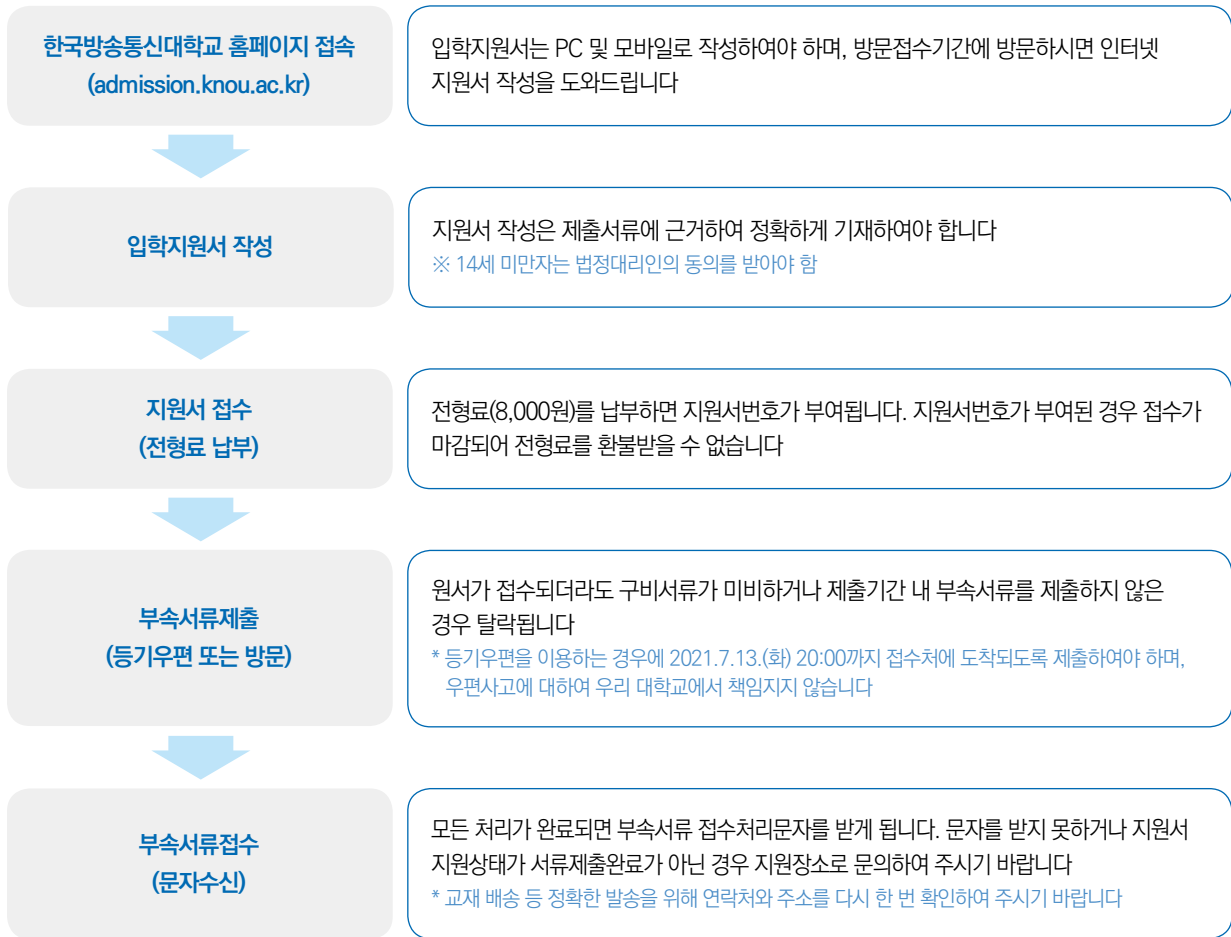 한국방송통신대학교 홈페이지 접속
(admission.knou.ac.kr)
입학지원서는 PC 및 모바일로 작성하여야 하며, 방문접수기간에 방문하시면 인터넷
지원서 작성을 도와드립니다
입학지원서 작성
지원서 작성은 제출서류에 근거하여 정확하게 기재하여야 합니다
※ 14세 미만자는 법정대리인의 동의를 받아야 함
지원서 접수
(전형료 납부)
전형료(8,000원)를 납부하면 지원서번호가 부여됩니다. 지원서번호가 부여된 경우 접수가
마감되어 전형료를 환불받을 수 없습니다
부속서류제출
(등기우편 또는 방문)
원서가 접수되더라도 구비서류가 미비하거나 제출기간 내 부속서류를 제출하지 않은
경우 탈락됩니다
* 등기우편을 이용하는 경우에 2021.7.13.(화) 20:00까지 접수처에 도착되도록 제출하여야 하며,
우편사고에 대하여 우리 대학교에서 책임지지 않습니다
부속서류접수
(문자수신)
모든 처리가 완료되면 부속서류 접수처리문자를 받게 됩니다. 문자를 받지 못하거나 지원서
지원상태가 서류제출완료가 아닌 경우 지원장소로 문의하여 주시기 바랍니다
* 교재 배송 등 정확한 발송을 위해 연락처와 주소를 다시 한 번 확인하여 주시기 바랍니다